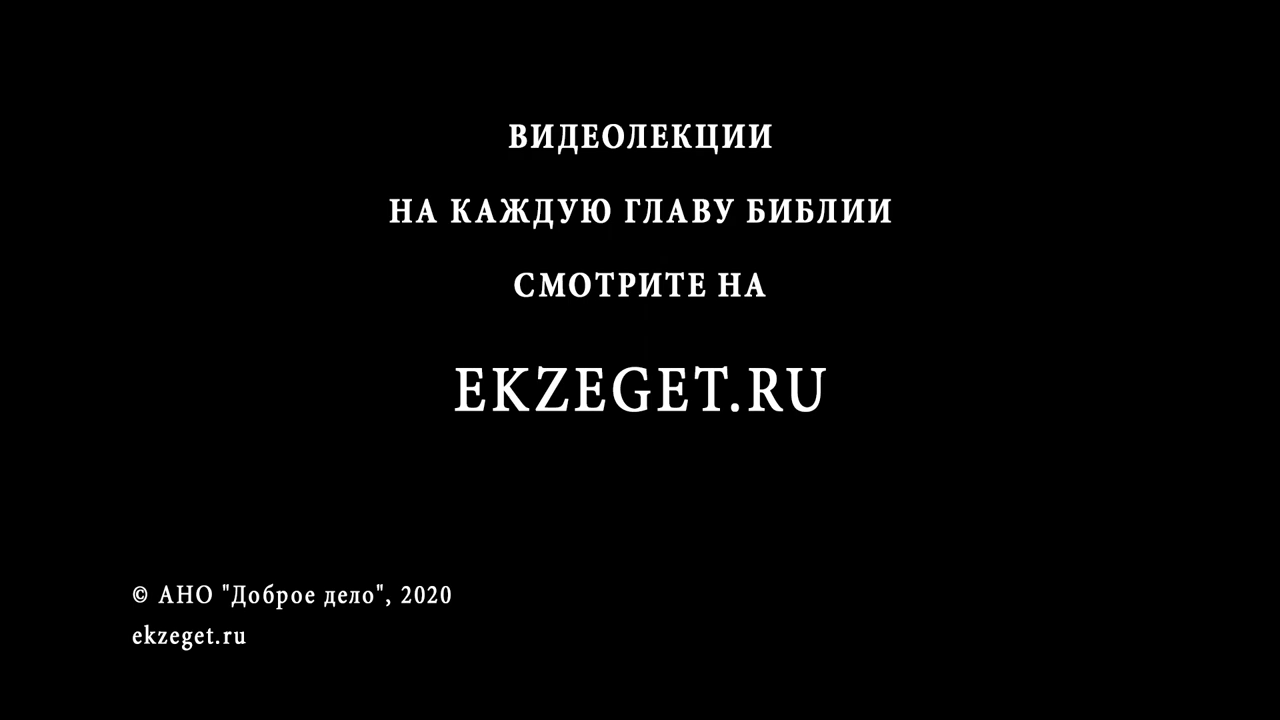 ВИДЕОЛЕКЦИИ
НА КАЖДУЮ ГЛАВУ БИБЛИИ
СМОТРИТЕ НА
EKZEGET.RU
© АНО "Доброе дело", 2020
ekzeget.ru